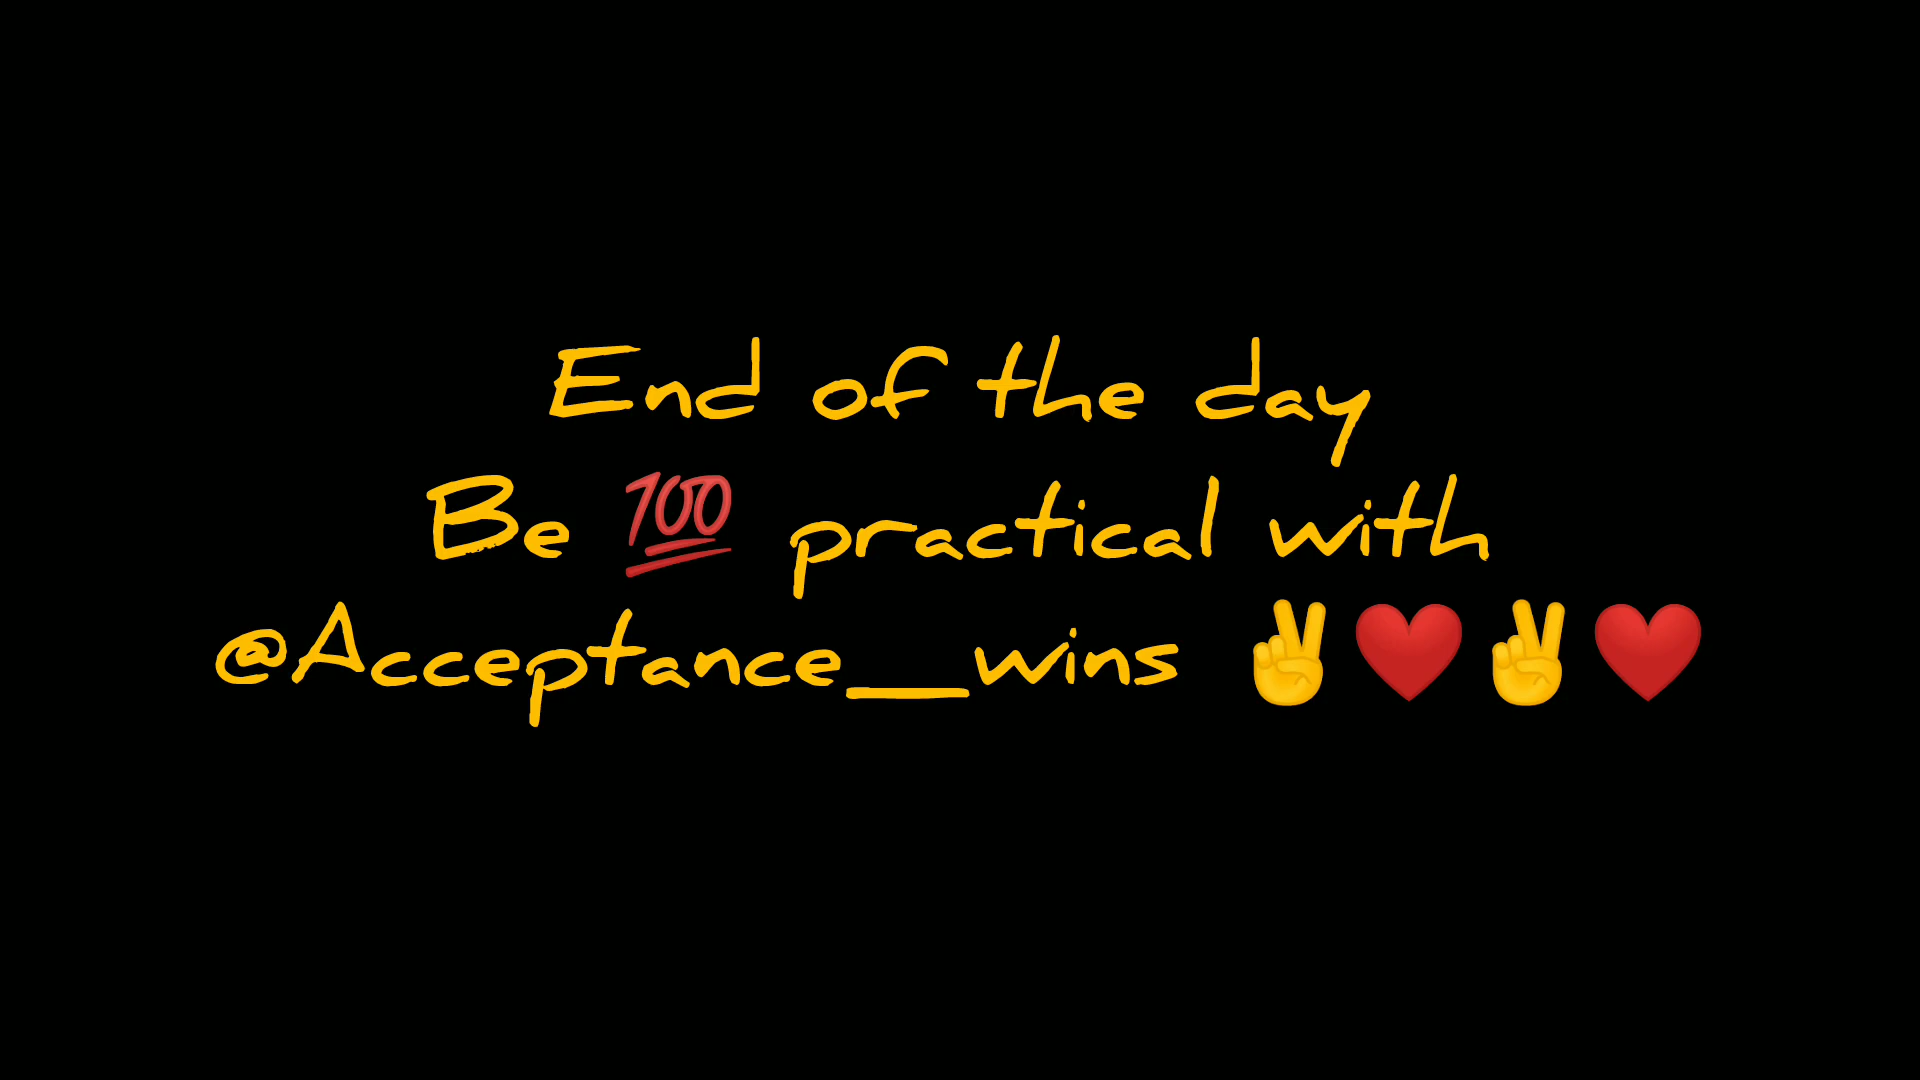 End of the day
Be 💯 practical with
@Acceptance__wins ✌️❤️✌️❤️